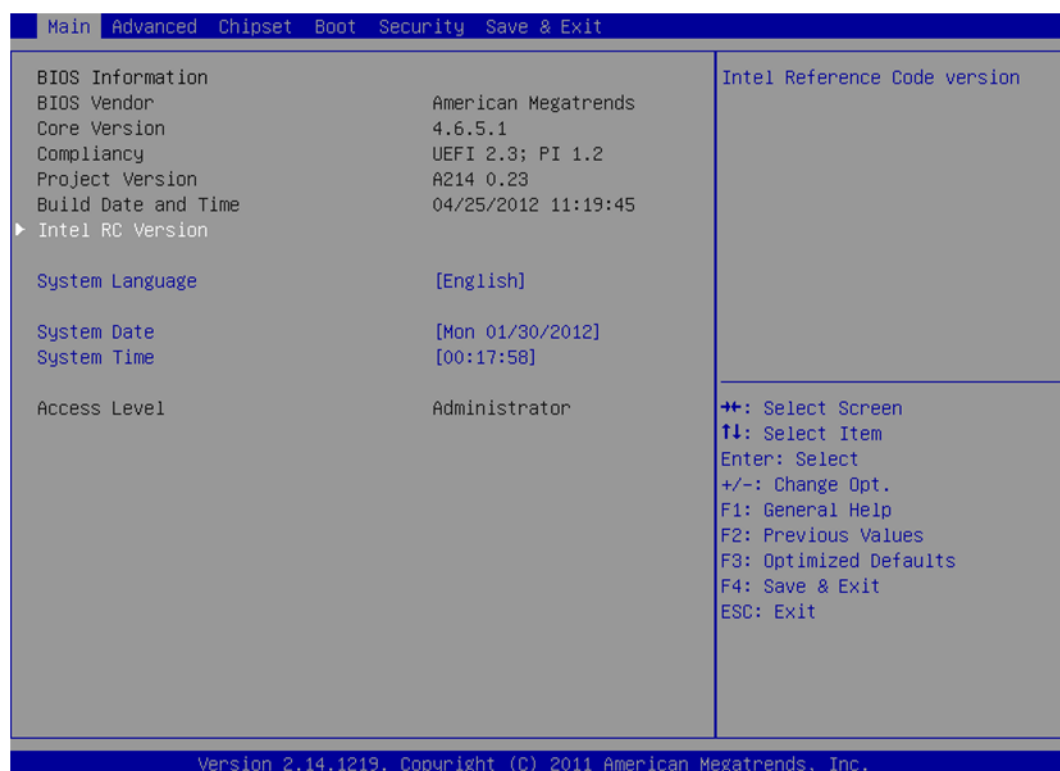 Main Advanced Chipset Boot Security Save & Exit
BIOS Information
BIOS Vendor American Megatrends
Core Version 4.6.5.1
Compliancy UEFI 2.3; PI 1.2
Project Version A214 0.23
Build Date and Time 04/25/2012 11:19:45
Intel RC Version
System Language [English]
System Date [Mon 01/30/2012]
System Time [00:17:58]
Access Level Administrator
Intel Reference Code version
→←: Select Screen
↑↓: Select Item
Enter: Select
+/-: Change Opt.
F1: General Help
F2: Previous Values
F3: Optimized Defaults
F4: Save & Exit
ESC: Exit
Version 2.14.1219. Copyright (C) 2011 American Megatrends, Inc.